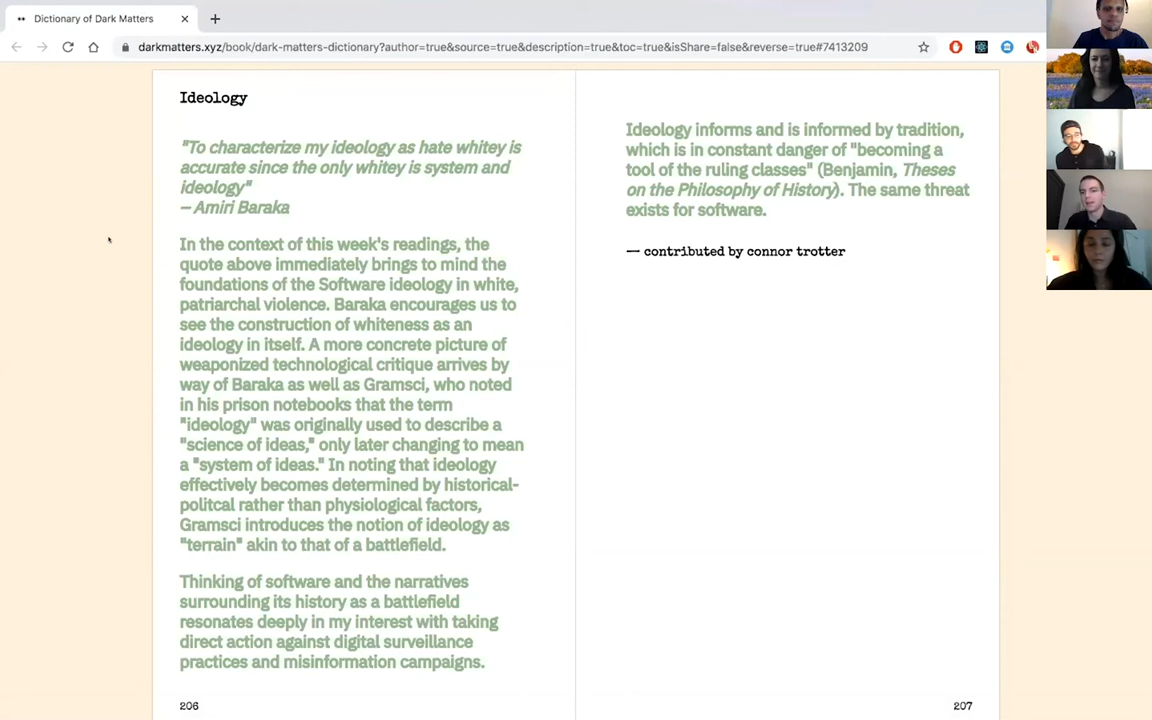 Dictionary of Dark Matters
darkmatters.xyz/book/dark-matters-dictionary?author=true&source=true&description=true&toc=true&isShare=false&reverse=true#7413209
Ideology
"To characterize my ideology as hate whitey is
accurate since the only whitey is system and
ideology"
– Amiri Baraka
In the context of this week's readings, the
quote above immediately brings to mind the
foundations of the Software ideology in white,
patriarchal violence. Baraka encourages us to
see the construction of whiteness as an
ideology in itself. A more concrete picture of
weaponized technological critique arrives by
way of Baraka as well as Gramsci, who noted
in his prison notebooks that the term
"ideology" was originally used to describe a
"science of ideas," only later changing to mean
a "system of ideas." In noting that ideology
effectively becomes determined by historical-
politcal rather than physiological factors,
Gramsci introduces the notion of ideology as
"terrain" akin to that of a battlefield.
Thinking of software and the narratives
surrounding its history as a battlefield
resonates deeply in my interest with taking
direct action against digital surveillance
practices and misinformation campaigns.
206
Ideology informs and is informed by tradition,
which is in constant danger of "becoming a
tool of the ruling classes" (Benjamin, Theses
on the Philosophy of History). The same threat
exists for software.
— contributed by connor trotter
207